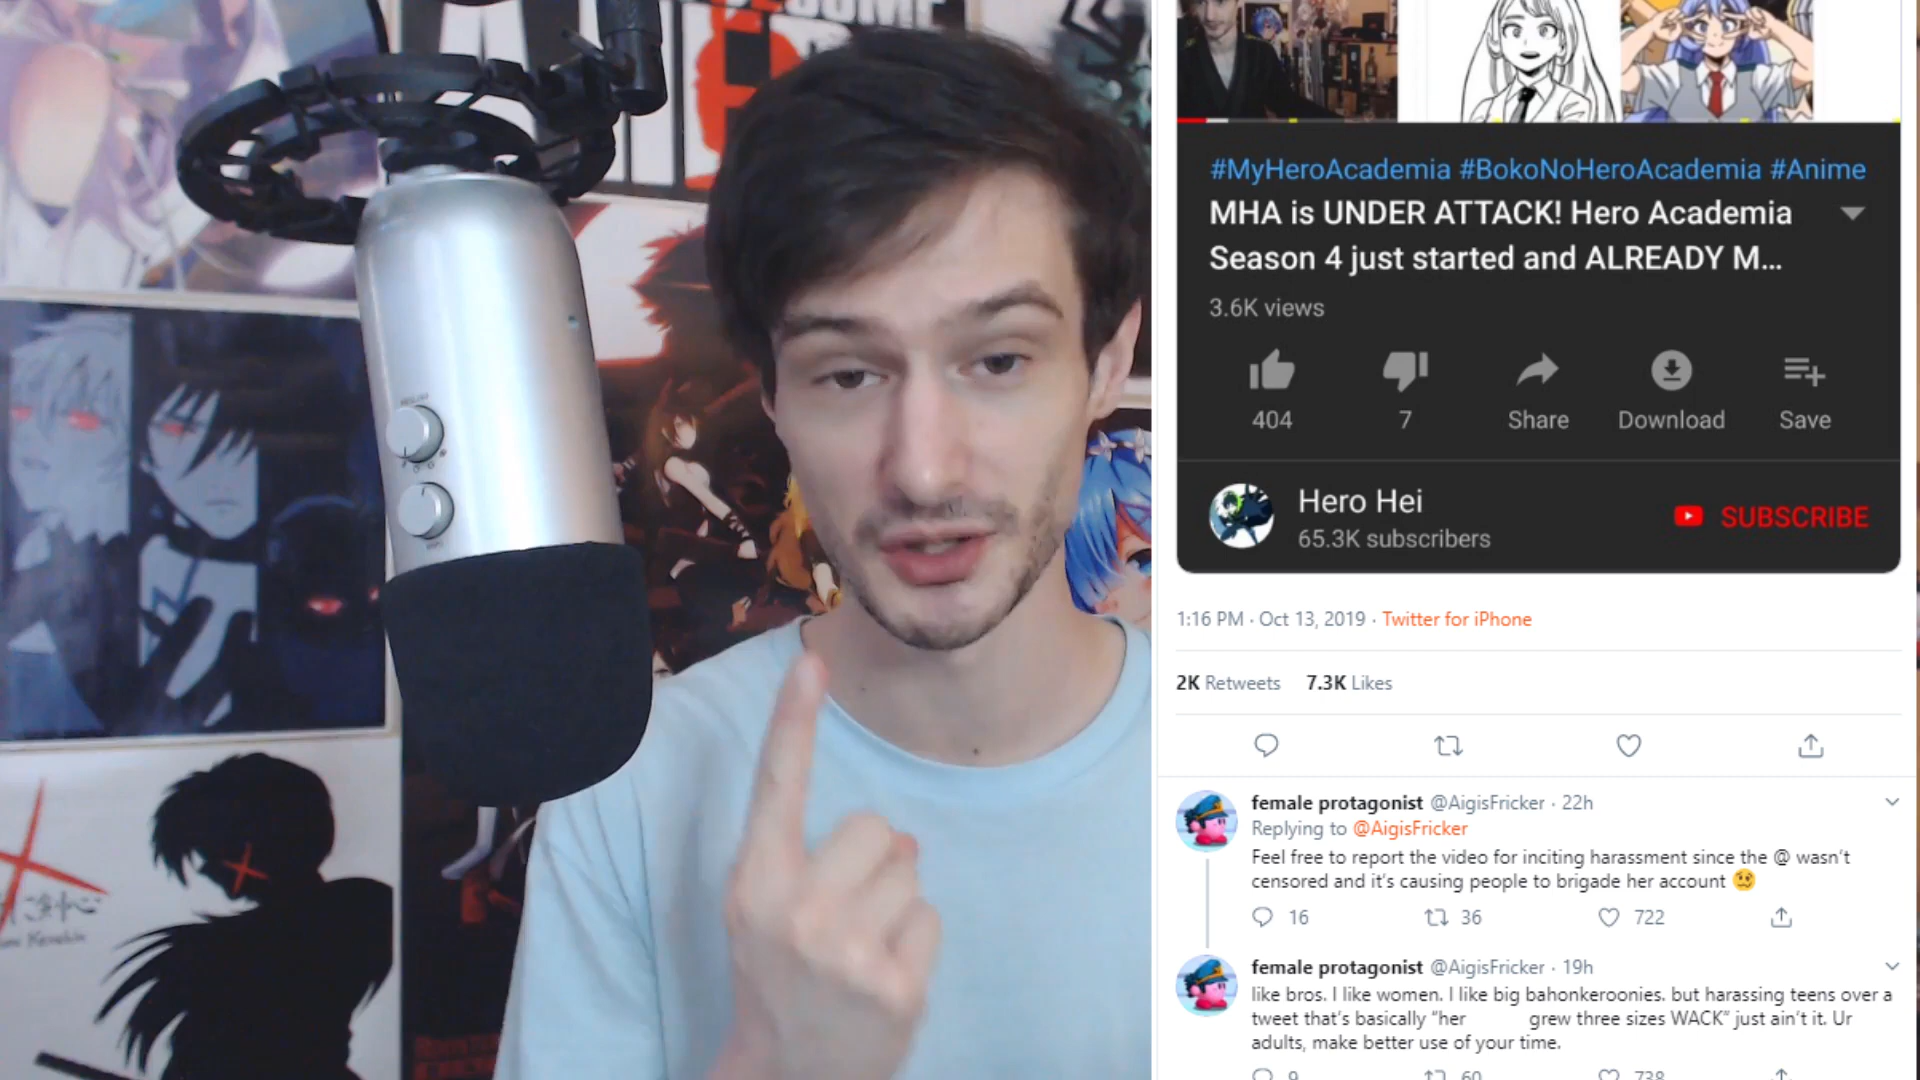 #MyHeroAcademia #BokoNoHeroAcademia #Anime
MHA is UNDER ATTACK! Hero Academia
Season 4 just started and ALREADY M...
3.6K views
404
7
Share
Download
Save
Hero Hei
65.3K subscribers
SUBSCRIBE
1:16 PM · Oct 13, 2019 · Twitter for iPhone
2K Retweets 7.3K Likes
female protagonist @AigisFricker · 22h
Replying to @AigisFricker
Feel free to report the video for inciting harassment since the @ wasn't
censored and it's causing people to brigade her account 🥴
16 36 722
female protagonist @AigisFricker · 19h
like bros. I like women. I like big bahonkeroonies. but harassing teens over a
tweet that's basically "her grew three sizes WACK" just ain't it. Ur
adults, make better use of your time.
9 60 738